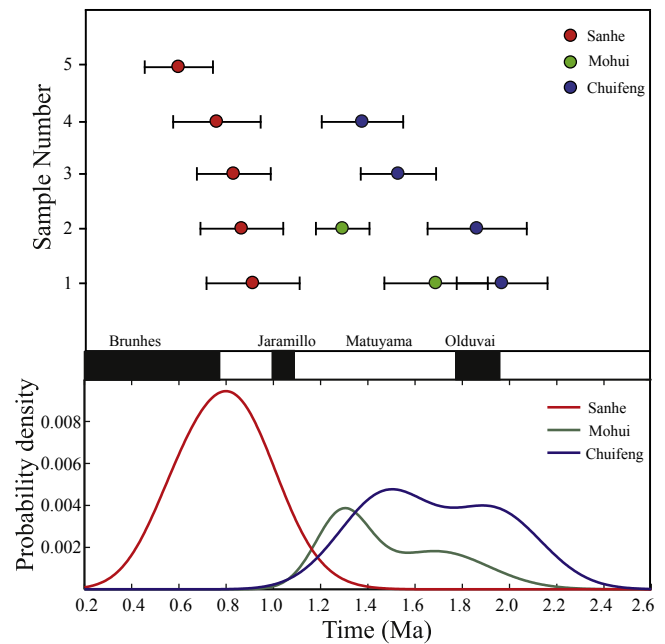 Sample Number
5
4
3
2
1
Sanhe
Mohui
Chuifeng
Brunhes
Jaramillo
Matuyama
Olduvai
Probability density
0.008
0.006
0.004
0.002
Sanhe
Mohui
Chuifeng
0.2 0.4 0.6 0.8 1.0 1.2 1.4 1.6 1.8 2.0 2.2 2.4 2.6
Time (Ma)